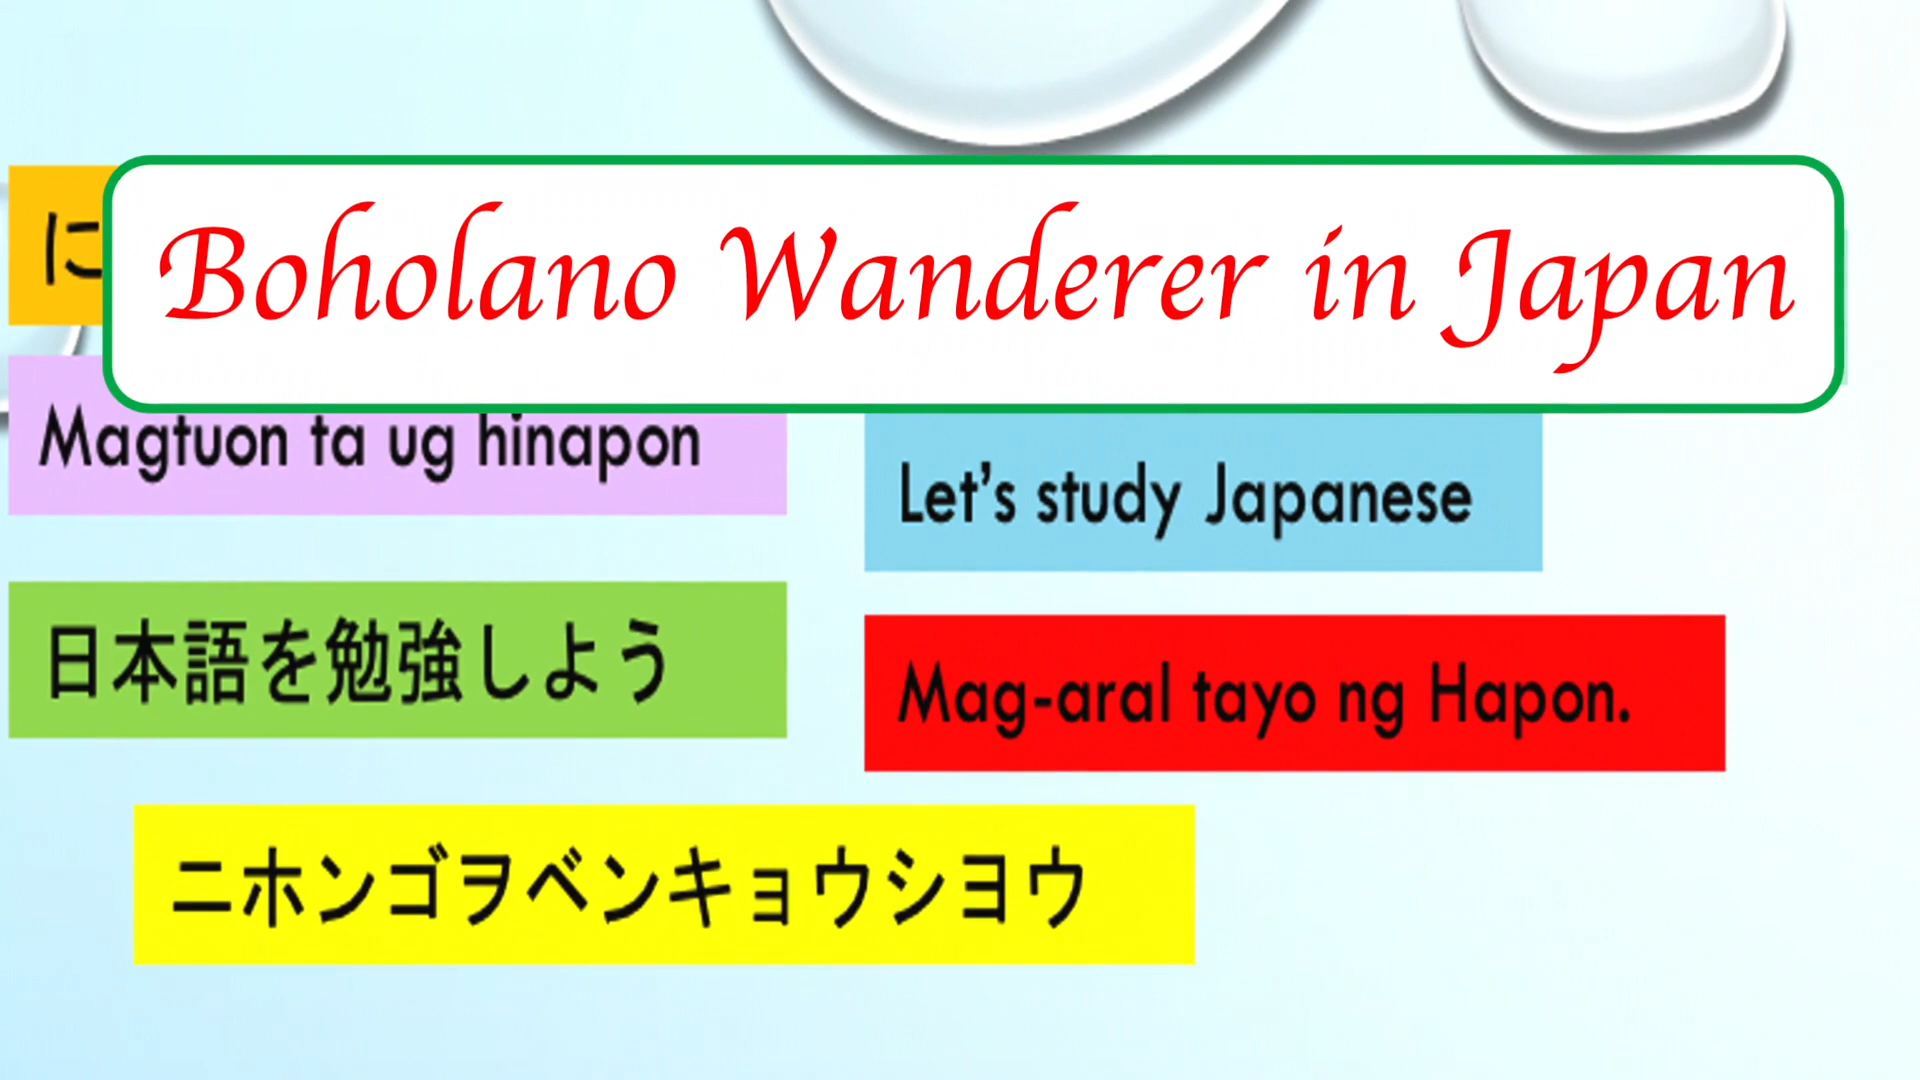 に
Boholano Wanderer in Japan
Magtuon ta ug hinapon
Let's study Japanese
日本語を勉強しよう
Mag-aral tayo ng Hapon.
ニホンゴヲベンキョウシヨウ